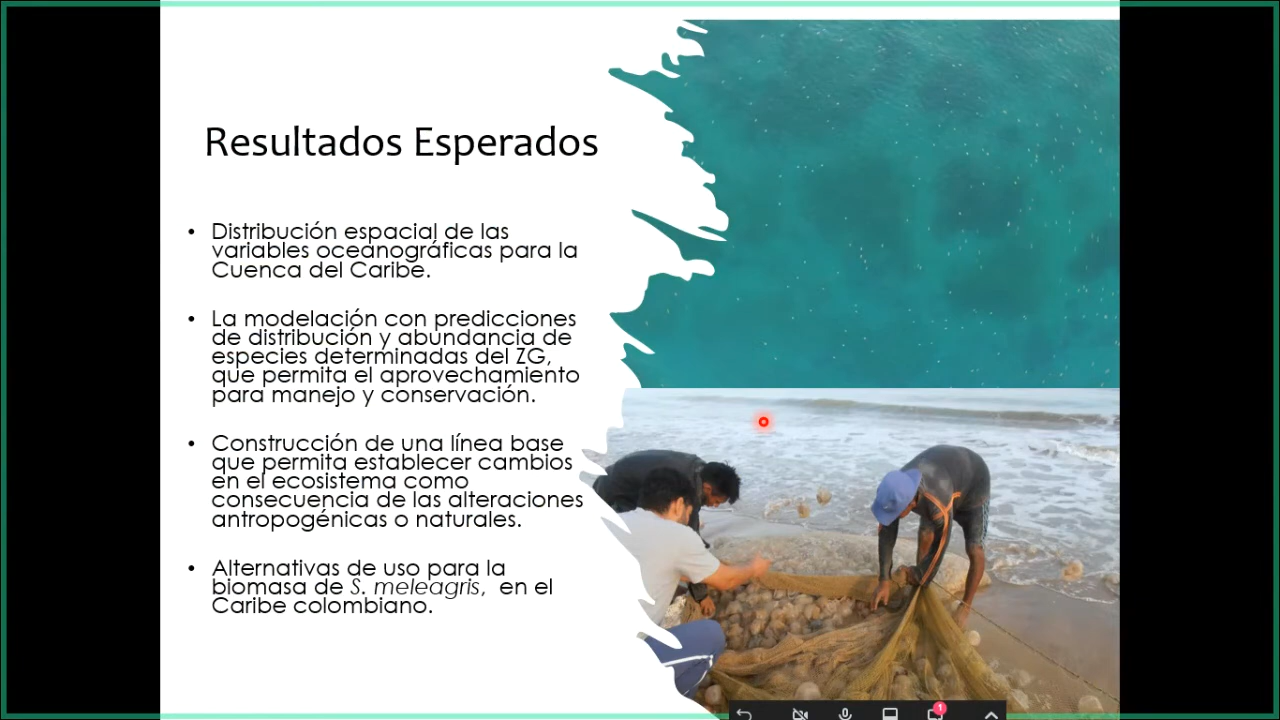 Resultados Esperados
• Distribución espacial de las
variables oceanográficas para la
Cuenca del Caribe.
• La modelación con predicciones
de distribución y abundancia de
especies determinadas del ZG,
que permita el aprovechamiento
para manejo y conservación.
• Construcción de una línea base
que permita establecer cambios
en el ecosistema como
consecuencia de las alteraciones
antropogénicas o naturales.
• Alternativas de uso para la
biomasa de S. meleagris, en el
Caribe colombiano.
1